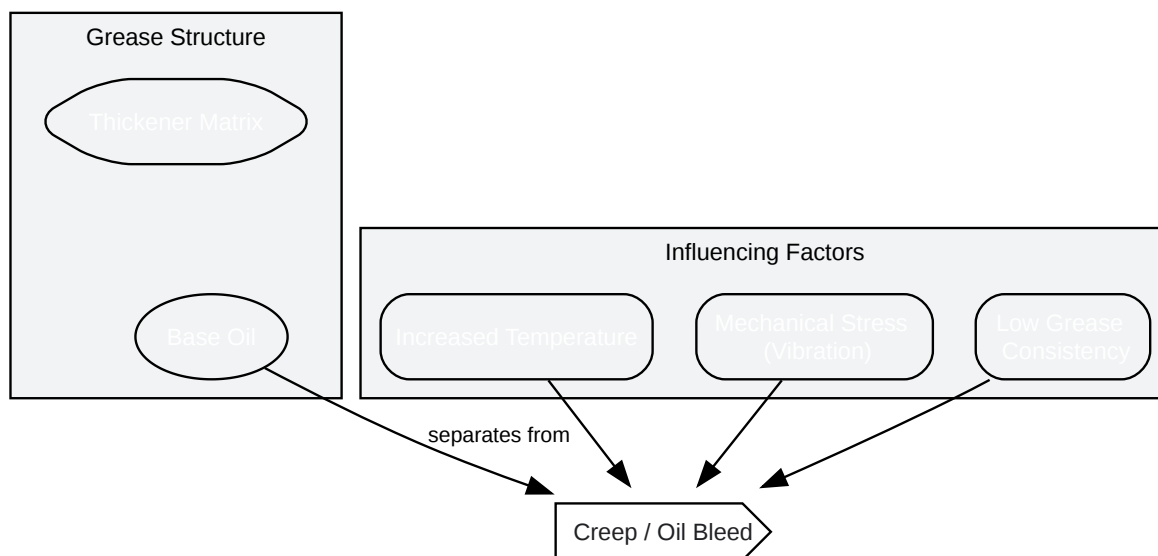 Grease Structure
Thickener Matrix
Base Oil
Influencing Factors
Increased Temperature
Mechanical Stress
(Vibration)
Low Grease
Consistency
separates from
Creep / Oil Bleed